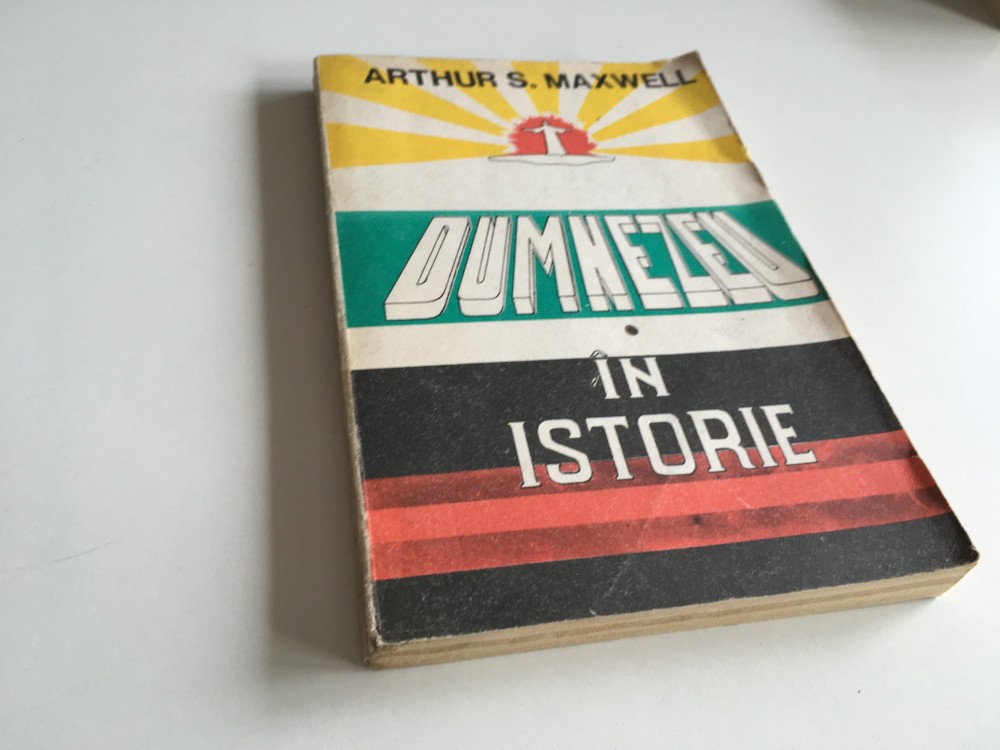 ARTHUR S. MAXWELL
DUMNEZEU
ÎN
ISTORIE